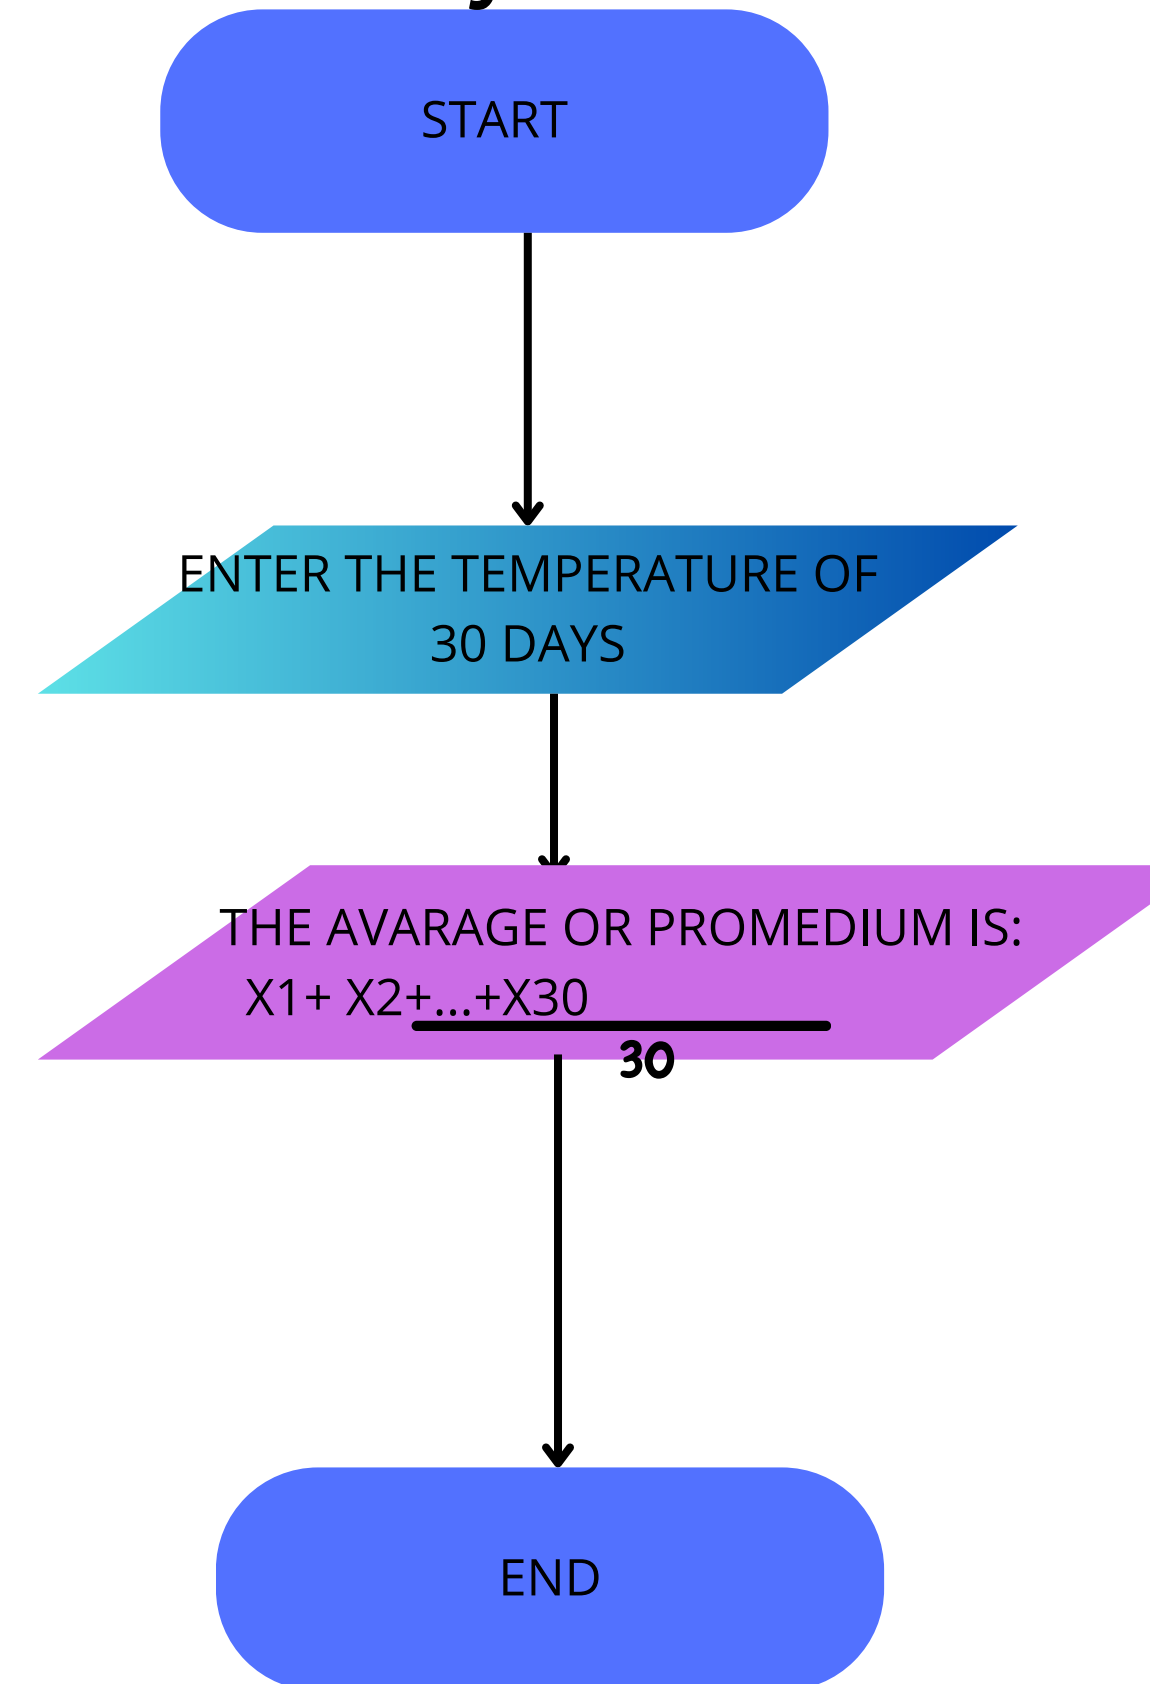 START
ENTER THE TEMPERATURE OF
30 DAYS
THE AVARAGE OR PROMEDIUM IS:
X1+ X2+...+X30
30
END